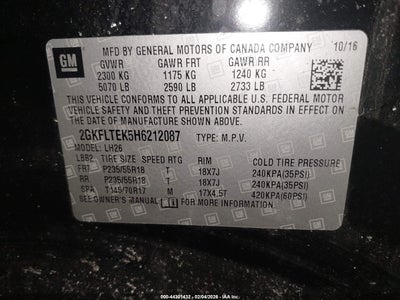 GM
MFD BY GENERAL MOTORS OF CANADA COMPANY 10/16
GVWR GAWR FRT GAWR RR
2300 KG 1175 KG 1240 KG
5070 LB 2590 LB 2733 LB
THIS VEHICLE CONFORMS TO ALL APPLICABLE U.S. FEDERAL MOTOR
VEHICLE SAFETY AND THEFT PREVENTION STANDARDS IN EFFECT ON
THE DATE OF MANUFACTURE SHOWN ABOVE.
2GKFLTEK5H6212087 TYPE: M.P.V.
MODEL: LH26
LBB2 TIRE SIZE SPEED RTG RIM COLD TIRE PRESSURE
FRT P235/55R18 T 18X7J 240KPA(35PSI)
RR P235/55R18 T 18X7J 240KPA(35PSI)
SPA T145/70R17 M 17X4.5T 420KPA(60PSI)
SEE OWNER'S MANUAL FOR MORE INFORMATION.
000-44301432 - 02/04/2026 - IAA Inc.